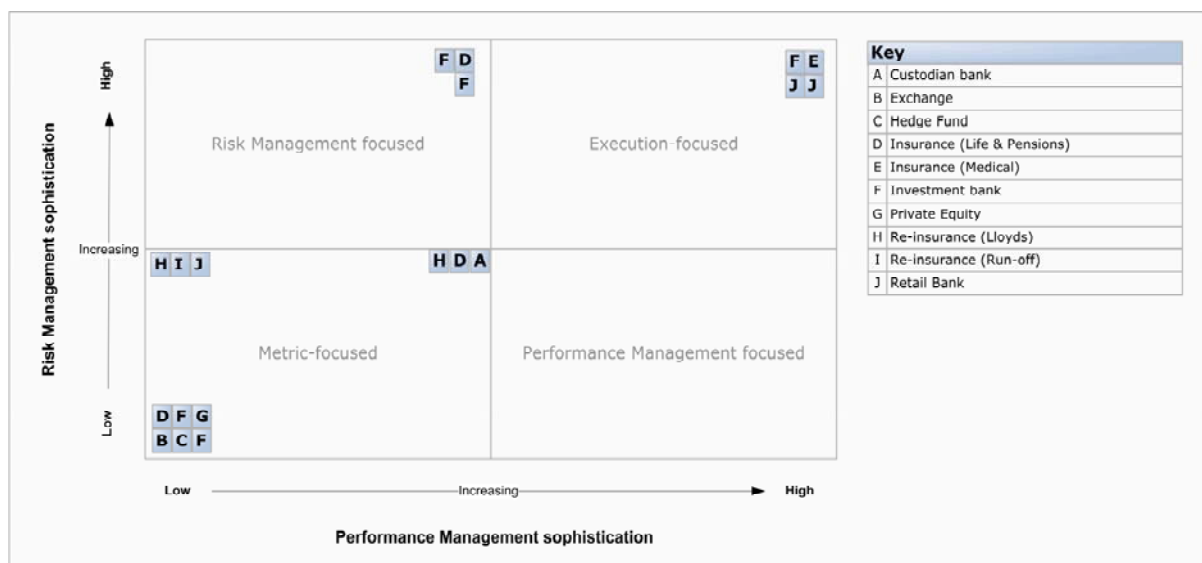 High
Risk Management sophistication
Increasing
Low
F D
F
Risk Management focused
F E
J J
Execution-focused
H I J
H D A
Metric-focused
Performance Management focused
D F G
B C F
Low
Increasing
High
Performance Management sophistication
Key
A Custodian bank
B Exchange
C Hedge Fund
D Insurance (Life & Pensions)
E Insurance (Medical)
F Investment bank
G Private Equity
H Re-insurance (Lloyds)
I Re-insurance (Run-off)
J Retail Bank